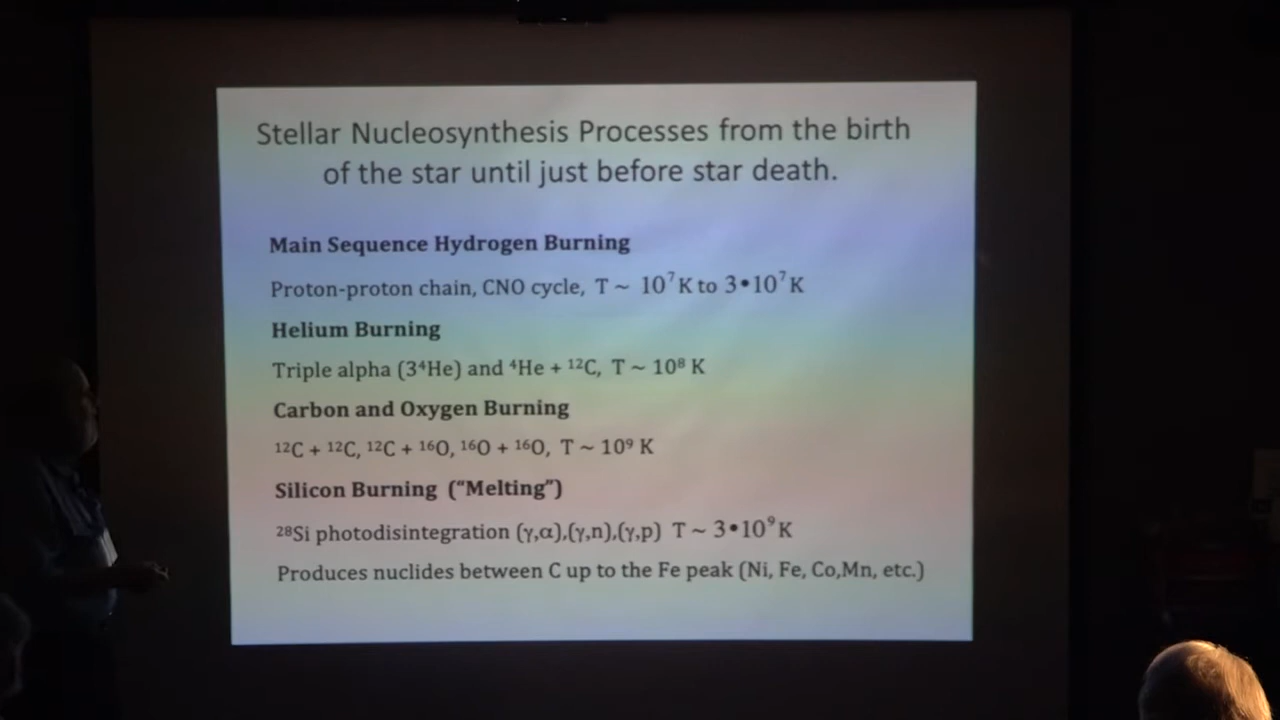 Stellar Nucleosynthesis Processes from the birth
of the star until just before star death.
Main Sequence Hydrogen Burning
Proton-proton chain, CNO cycle, T ~ 10⁷ K to 3•10⁷ K
Helium Burning
Triple alpha (3⁴He) and ⁴He + ¹²C, T ~ 10⁸ K
Carbon and Oxygen Burning
¹²C + ¹²C, ¹²C + ¹⁶O, ¹⁶O + ¹⁶O, T ~ 10⁹ K
Silicon Burning ("Melting")
²⁸Si photodisintegration (γ,α),(γ,n),(γ,p) T ~ 3•10⁹ K
Produces nuclides between C up to the Fe peak (Ni, Fe, Co,Mn, etc.)